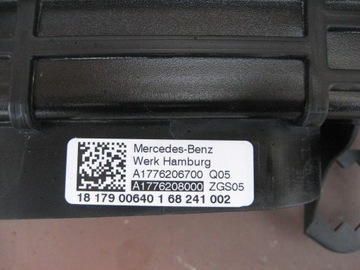 Mercedes-Benz
Werk Hamburg
A1776206700 Q05
A1776208000 ZGS05
18 179 00640 1 68 241 002